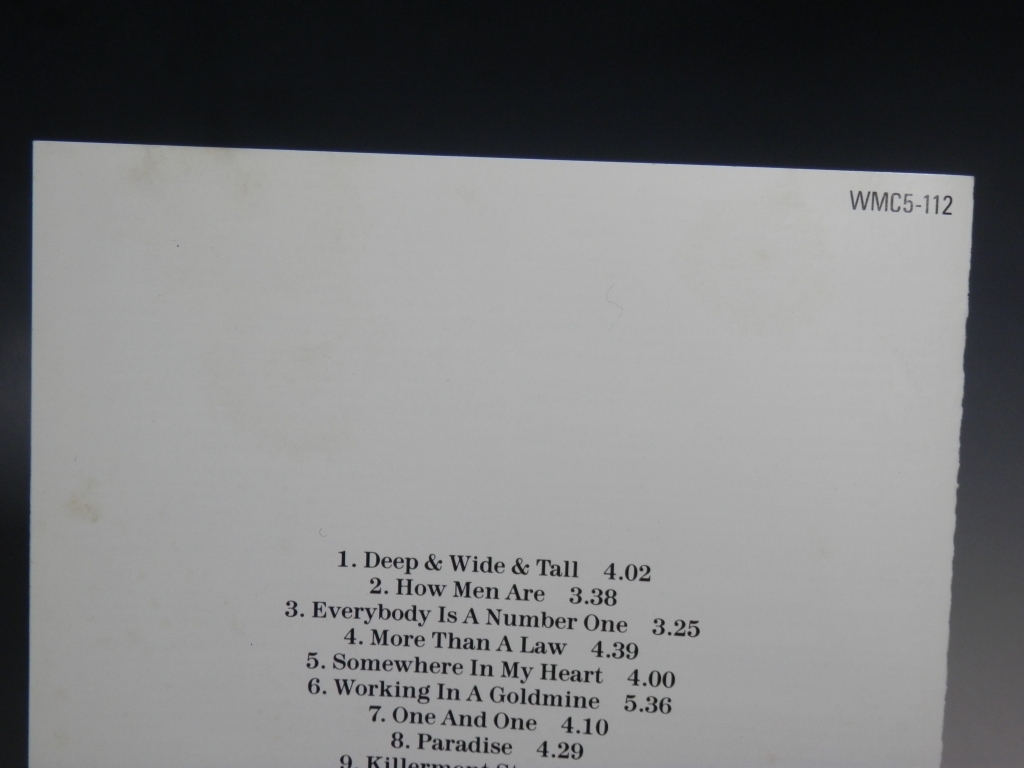 WMC5-112
1. Deep & Wide & Tall 4.02
2. How Men Are 3.38
3. Everybody Is A Number One 3.25
4. More Than A Law 4.39
5. Somewhere In My Heart 4.00
6. Working In A Goldmine 5.36
7. One And One 4.10
8. Paradise 4.29
9. Killermont